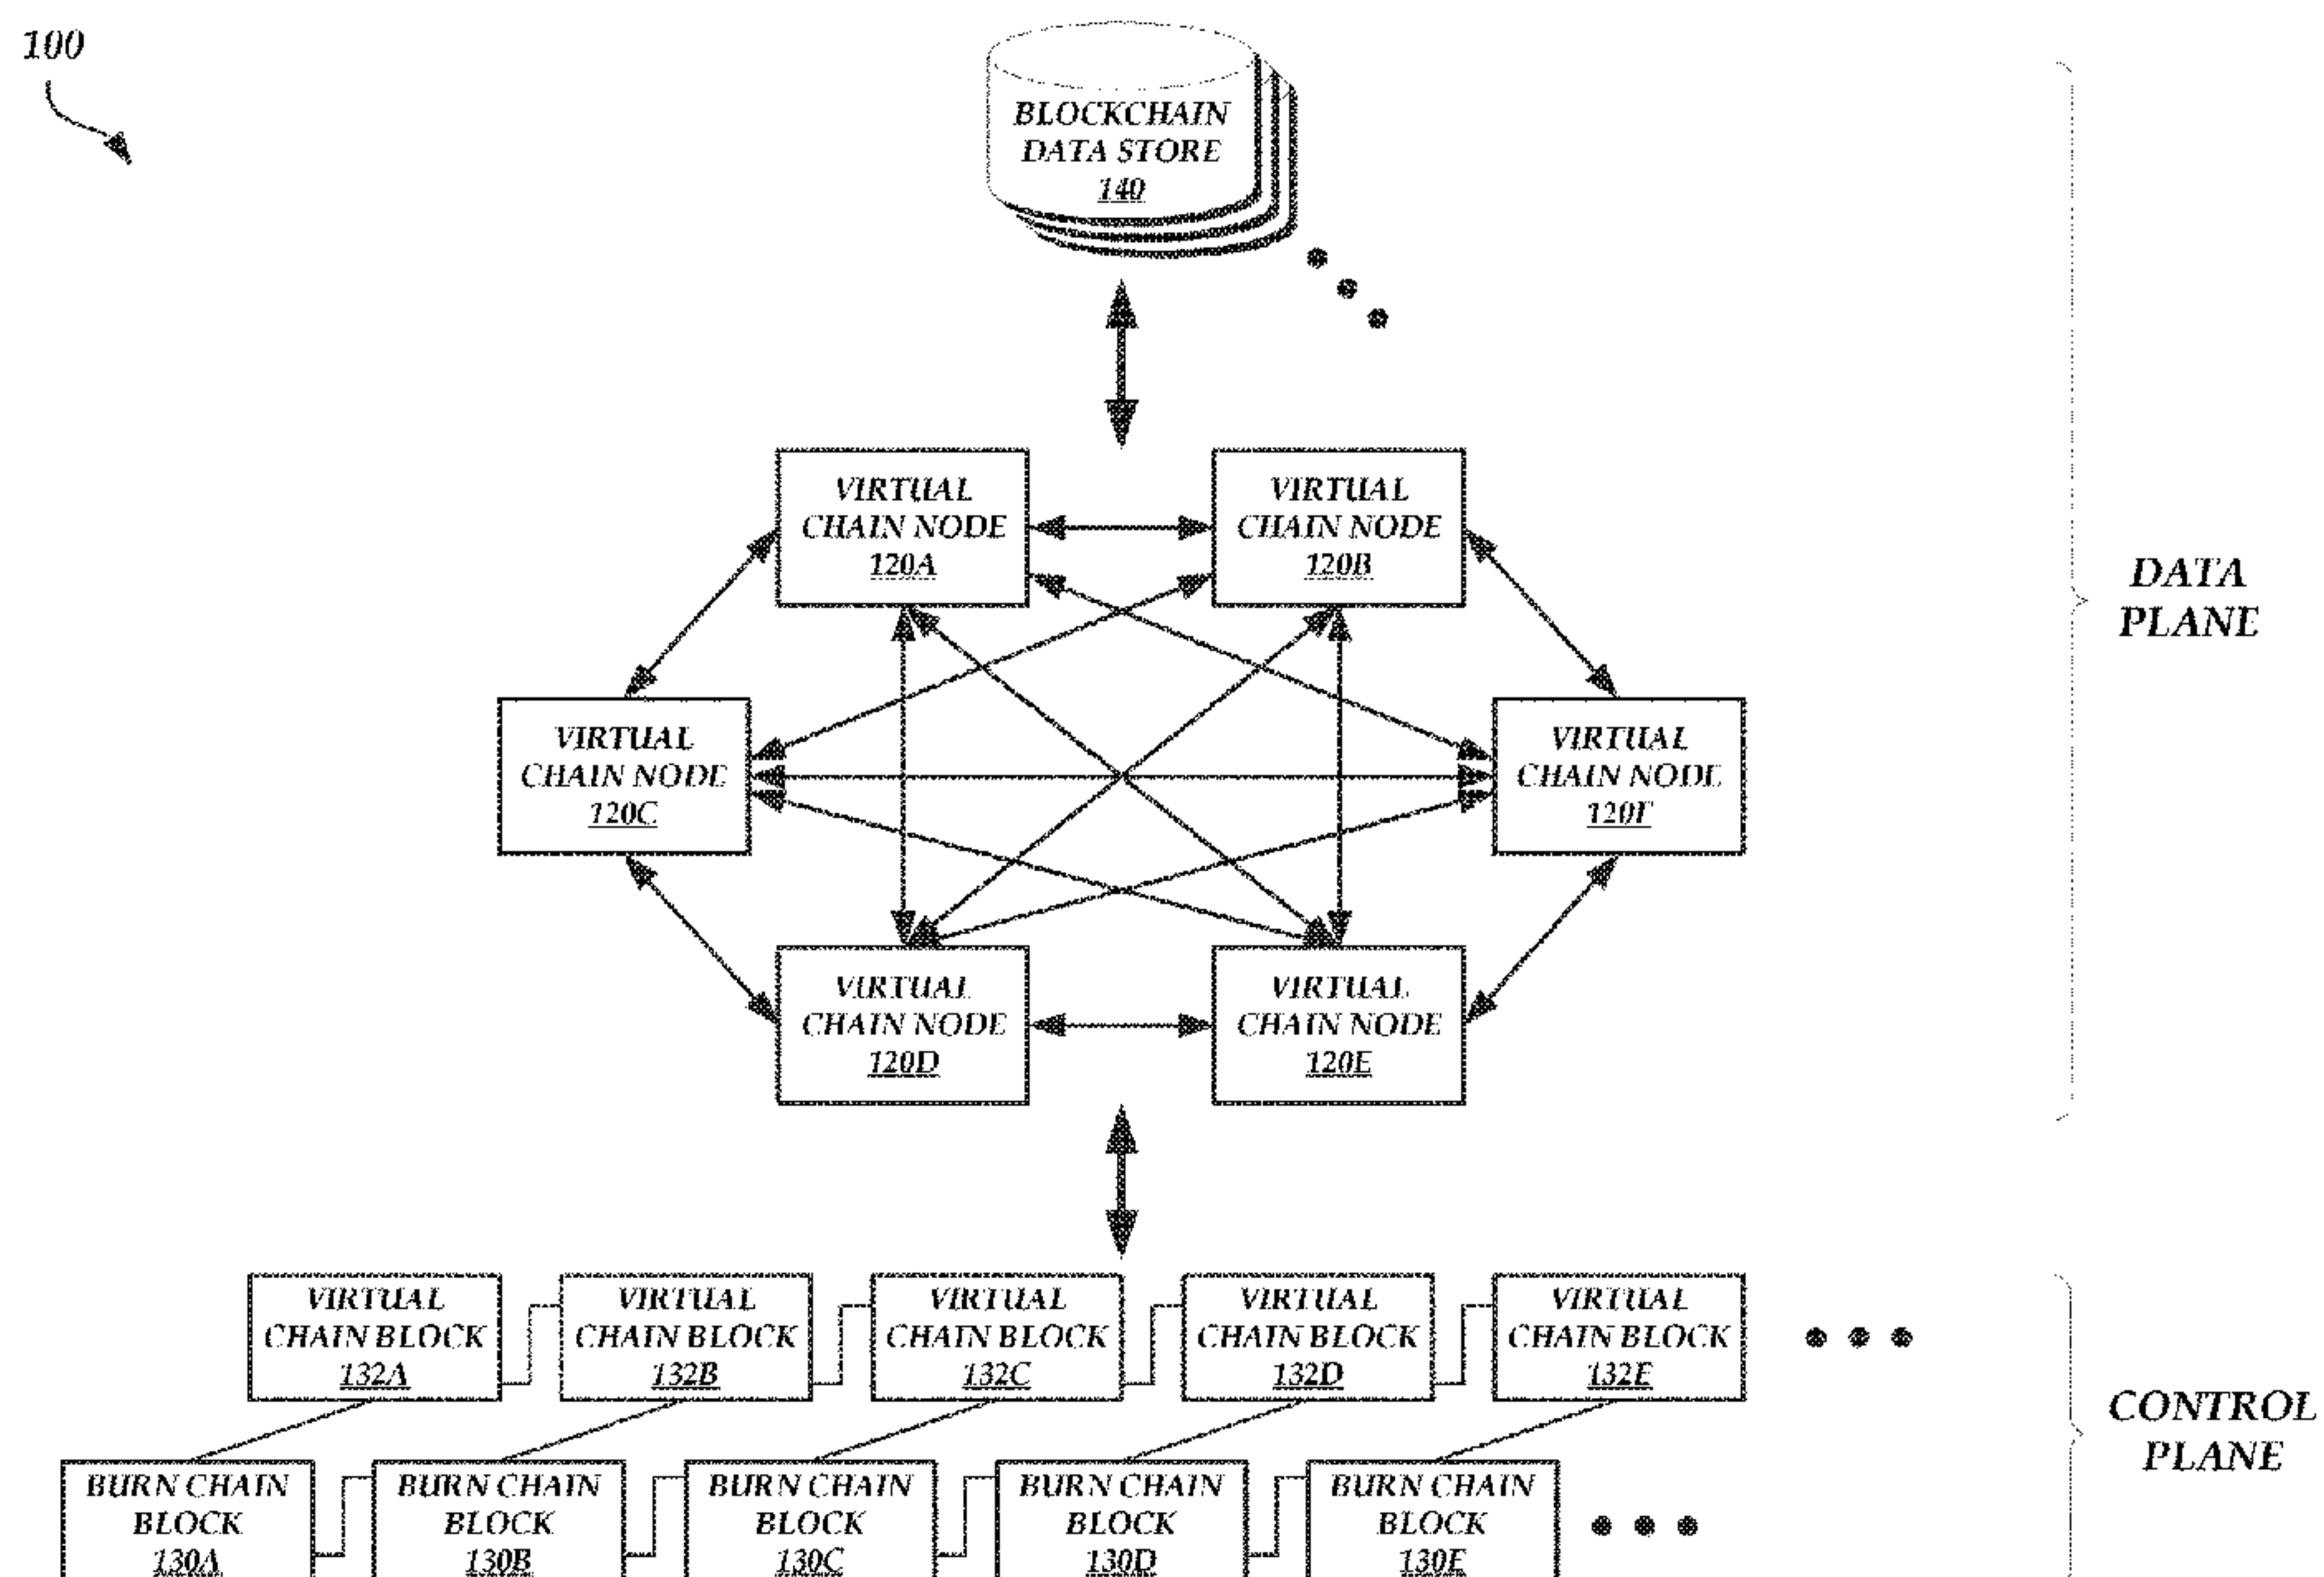 100
BLOCKCHAIN
DATA STORE
140
VIRTUAL
CHAIN NODE
120A
VIRTUAL
CHAIN NODE
120B
DATA
PLANE
VIRTUAL
CHAIN NODE
120C
VIRTUAL
CHAIN NODE
120F
VIRTUAL
CHAIN NODE
120D
VIRTUAL
CHAIN NODE
120E
VIRTUAL
CHAIN BLOCK
132A
VIRTUAL
CHAIN BLOCK
132B
VIRTUAL
CHAIN BLOCK
132C
VIRTUAL
CHAIN BLOCK
132D
VIRTUAL
CHAIN BLOCK
132E
CONTROL
PLANE
BURN CHAIN
BLOCK
130A
BURN CHAIN
BLOCK
130B
BURN CHAIN
BLOCK
130C
BURN CHAIN
BLOCK
130D
BURN CHAIN
BLOCK
130E